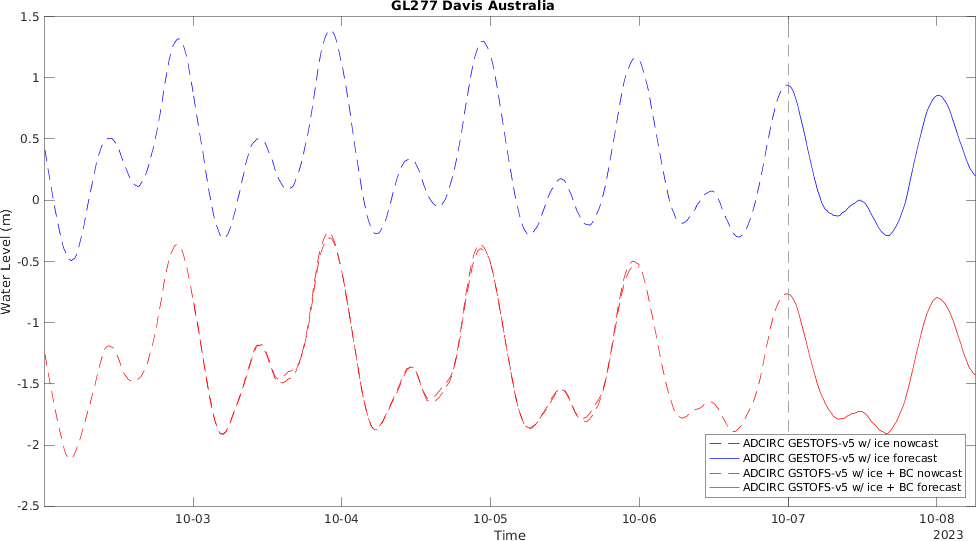 GL277 Davis Australia
Water Level (m)
1.5
1
0.5
0
-0.5
-1
-1.5
-2
-2.5
10-03
10-04
10-05
10-06
10-07
10-08
2023
Time
ADCIRC GESTOFS-v5 w/ ice nowcast
ADCIRC GESTOFS-v5 w/ ice forecast
ADCIRC GSTOFS-v5 w/ ice + BC nowcast
ADCIRC GSTOFS-v5 w/ ice + BC forecast